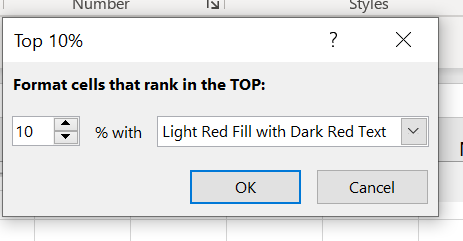 Number Styles
Top 10% ?
Format cells that rank in the TOP:
10 % with Light Red Fill with Dark Red Text
OK Cancel